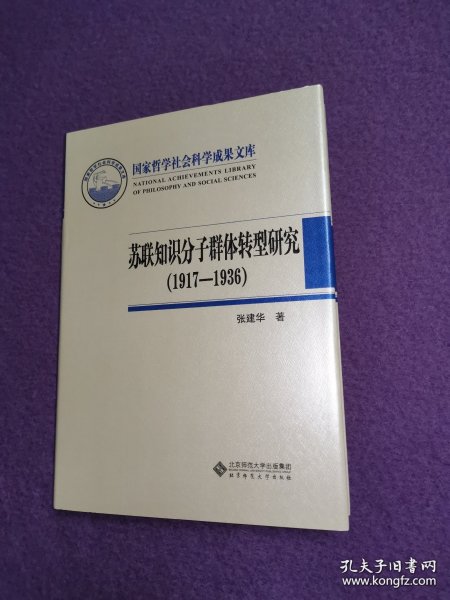 国家哲学社会科学成果文库
NATIONAL ACHIEVEMENTS LIBRARY
OF PHILOSOPHY AND SOCIAL SCIENCES
苏联知识分子群体转型研究
(1917—1936)
张建华 著
北京师范大学出版集团
北京师范大学出版社
孔夫子旧书网
www.kongfz.com